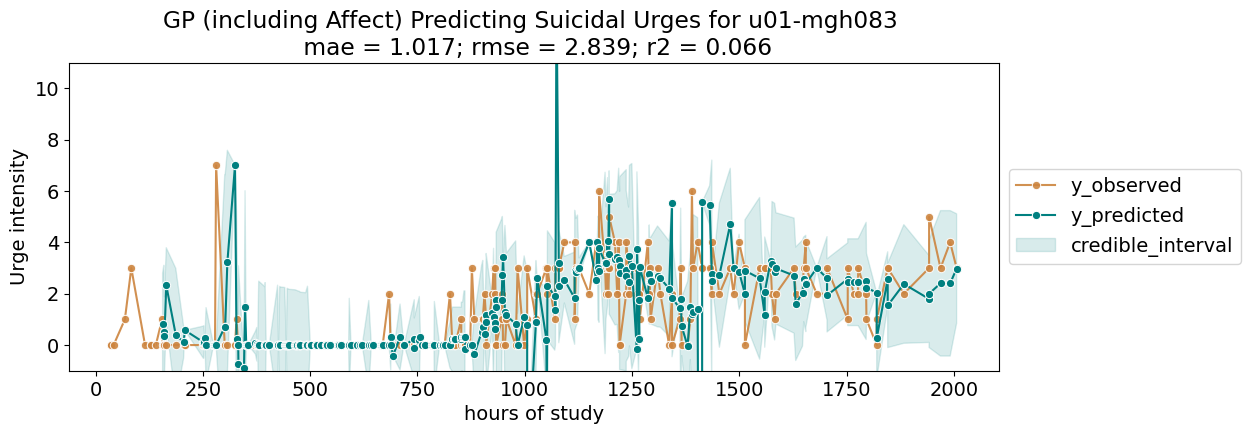 GP (including Affect) Predicting Suicidal Urges for u01-mgh083
mae = 1.017; rmse = 2.839; r2 = 0.066
Urge intensity
10
8
6
4
2
0
0 250 500 750 1000 1250 1500 1750 2000
hours of study
y_observed
y_predicted
credible_interval